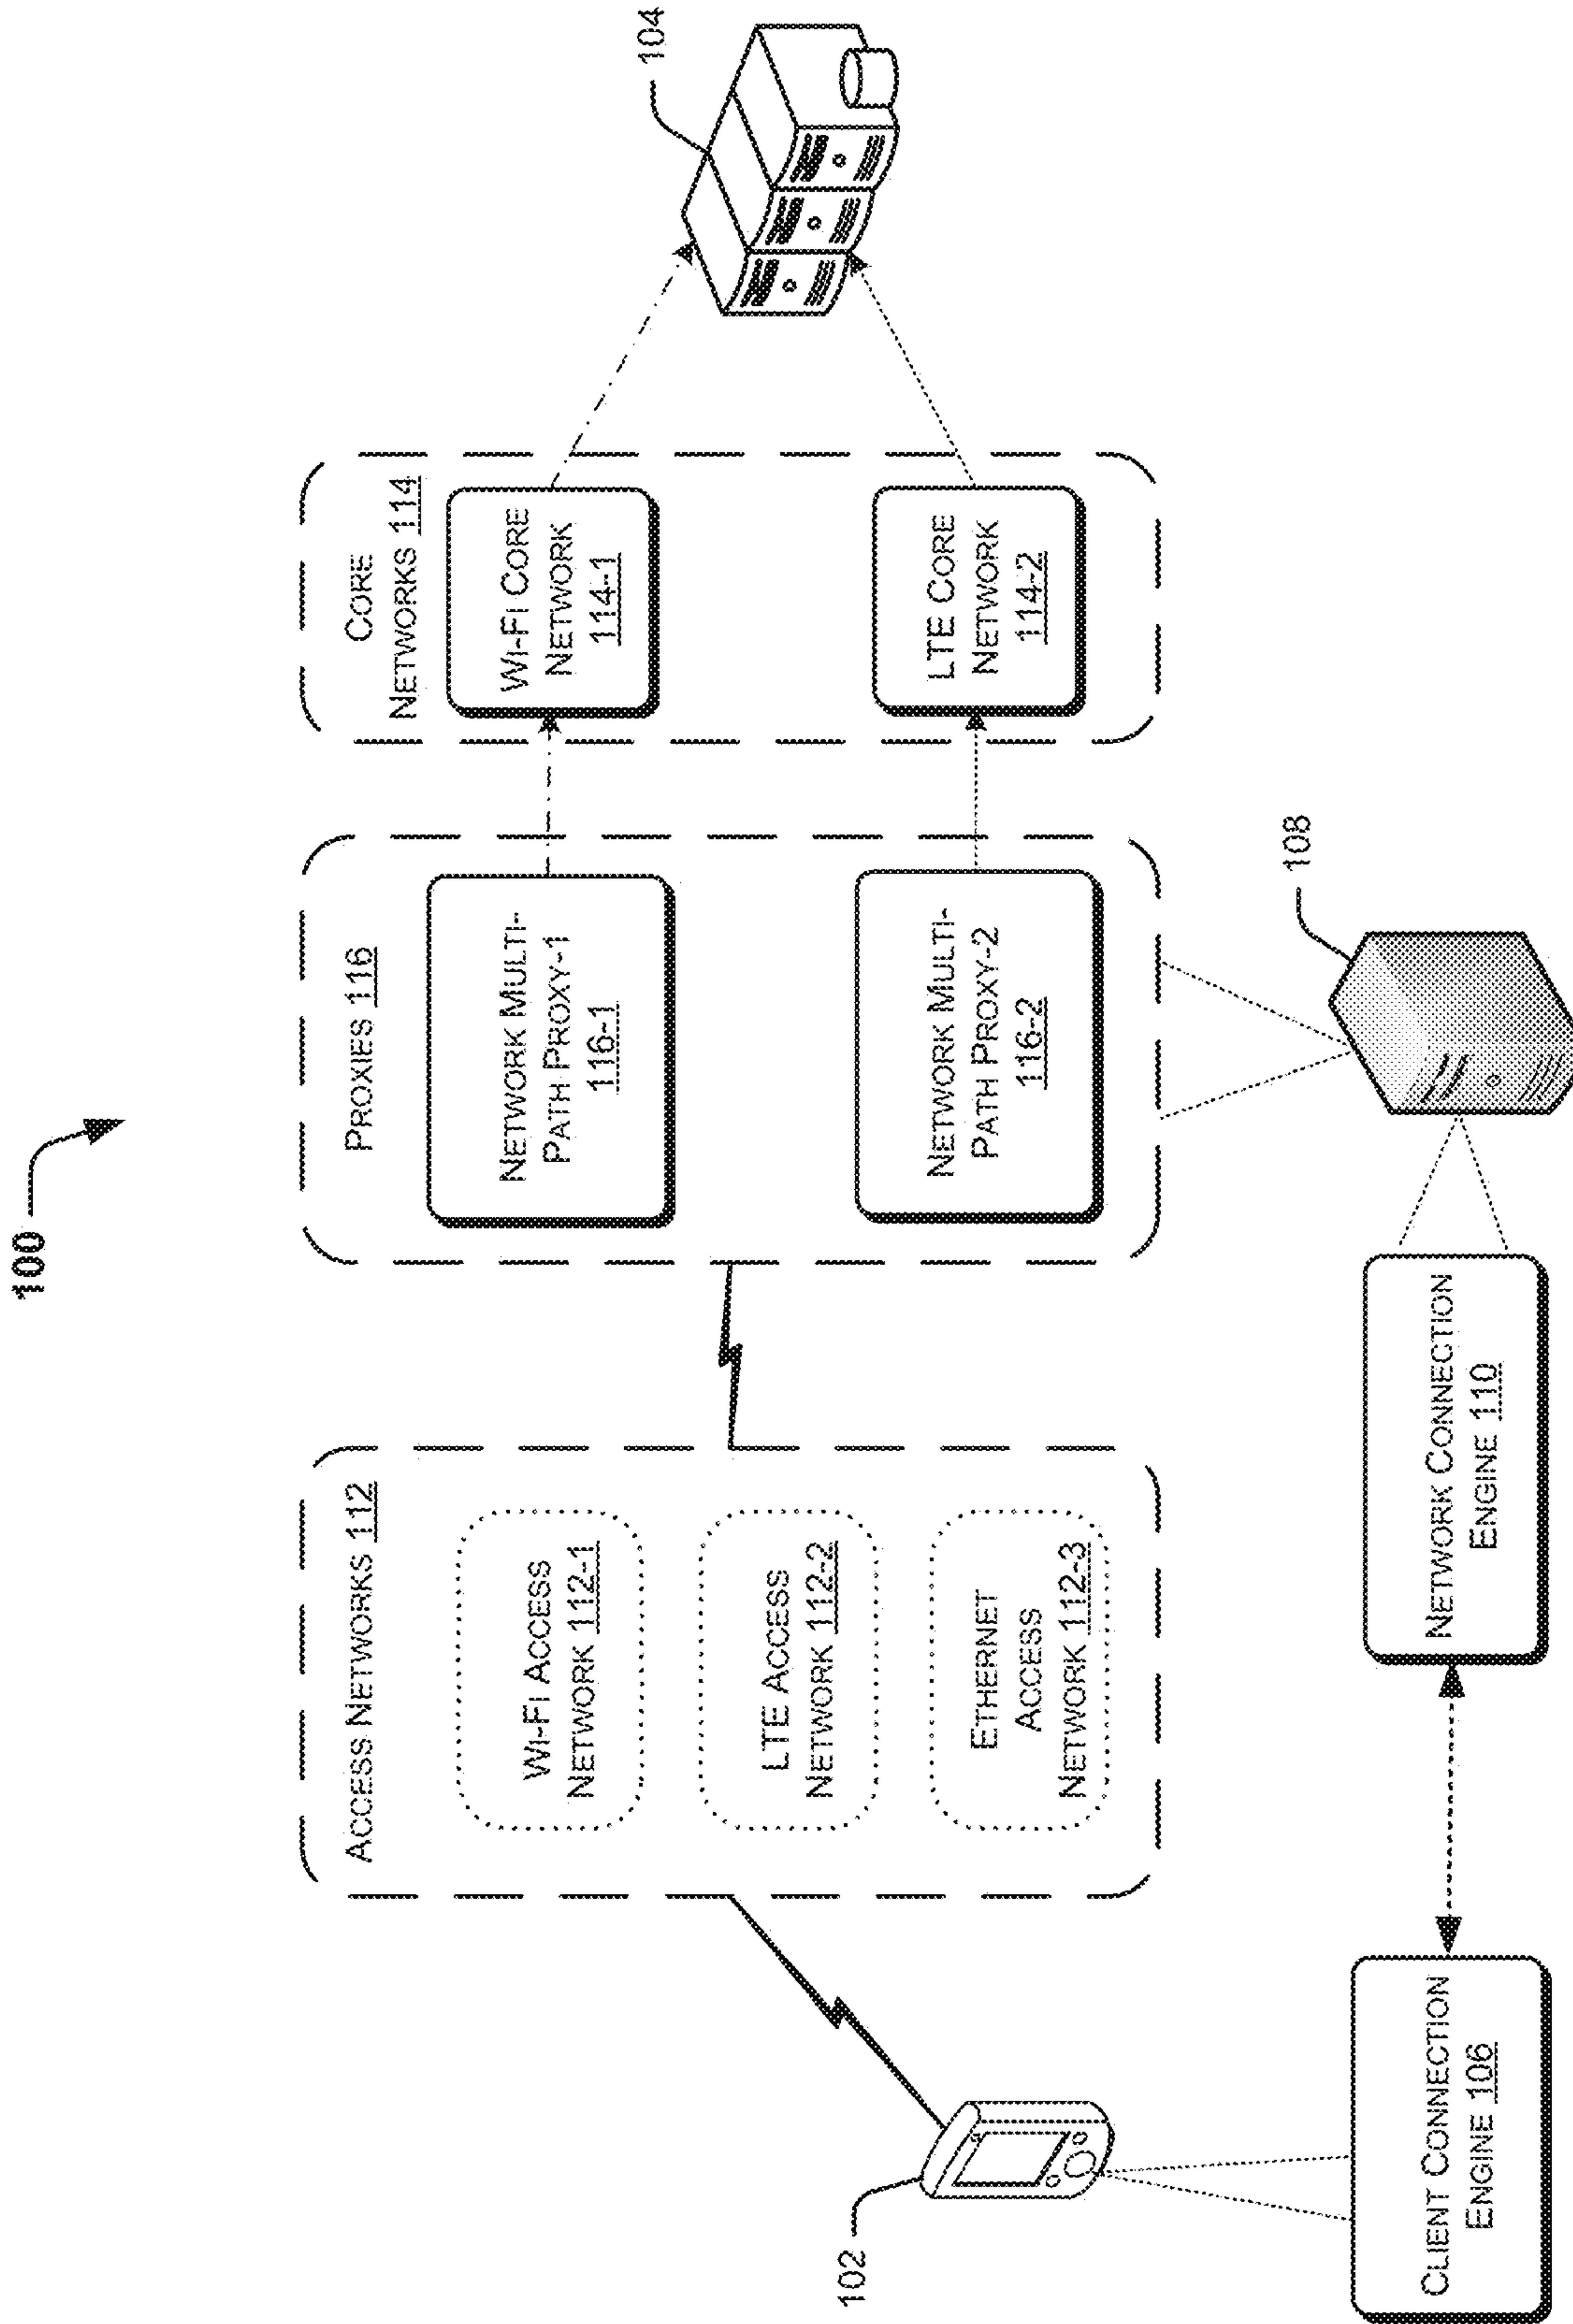 100
ACCESS NETWORKS 112
WI-FI ACCESS
NETWORK 112-1
LTE ACCESS
NETWORK 112-2
ETHERNET
ACCESS
NETWORK 112-3
PROXIES 116
NETWORK MULTI-
PATH PROXY-1
116-1
NETWORK MULTI-
PATH PROXY-2
116-2
CORE
NETWORKS 114
WI-FI CORE
NETWORK
114-1
LTE CORE
NETWORK
114-2
104
102
108
CLIENT CONNECTION
ENGINE 106
NETWORK CONNECTION
ENGINE 110